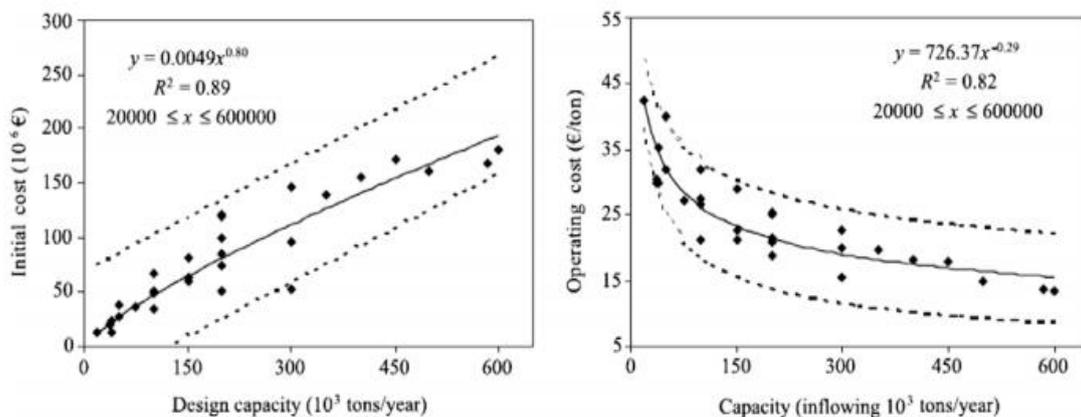 300
250
200
150
100
50
0
Initial cost (10⁶ €)
y = 0.0049x^0.80
R² = 0.89
20000 ≤ x ≤ 600000
0 150 300 450 600
Design capacity (10³ tons/year)
55
45
35
25
15
5
Operating cost (€/ton)
y = 726.37x^−0.29
R² = 0.82
20000 ≤ x ≤ 600000
0 150 300 450 600
Capacity (inflowing 10³ tons/year)